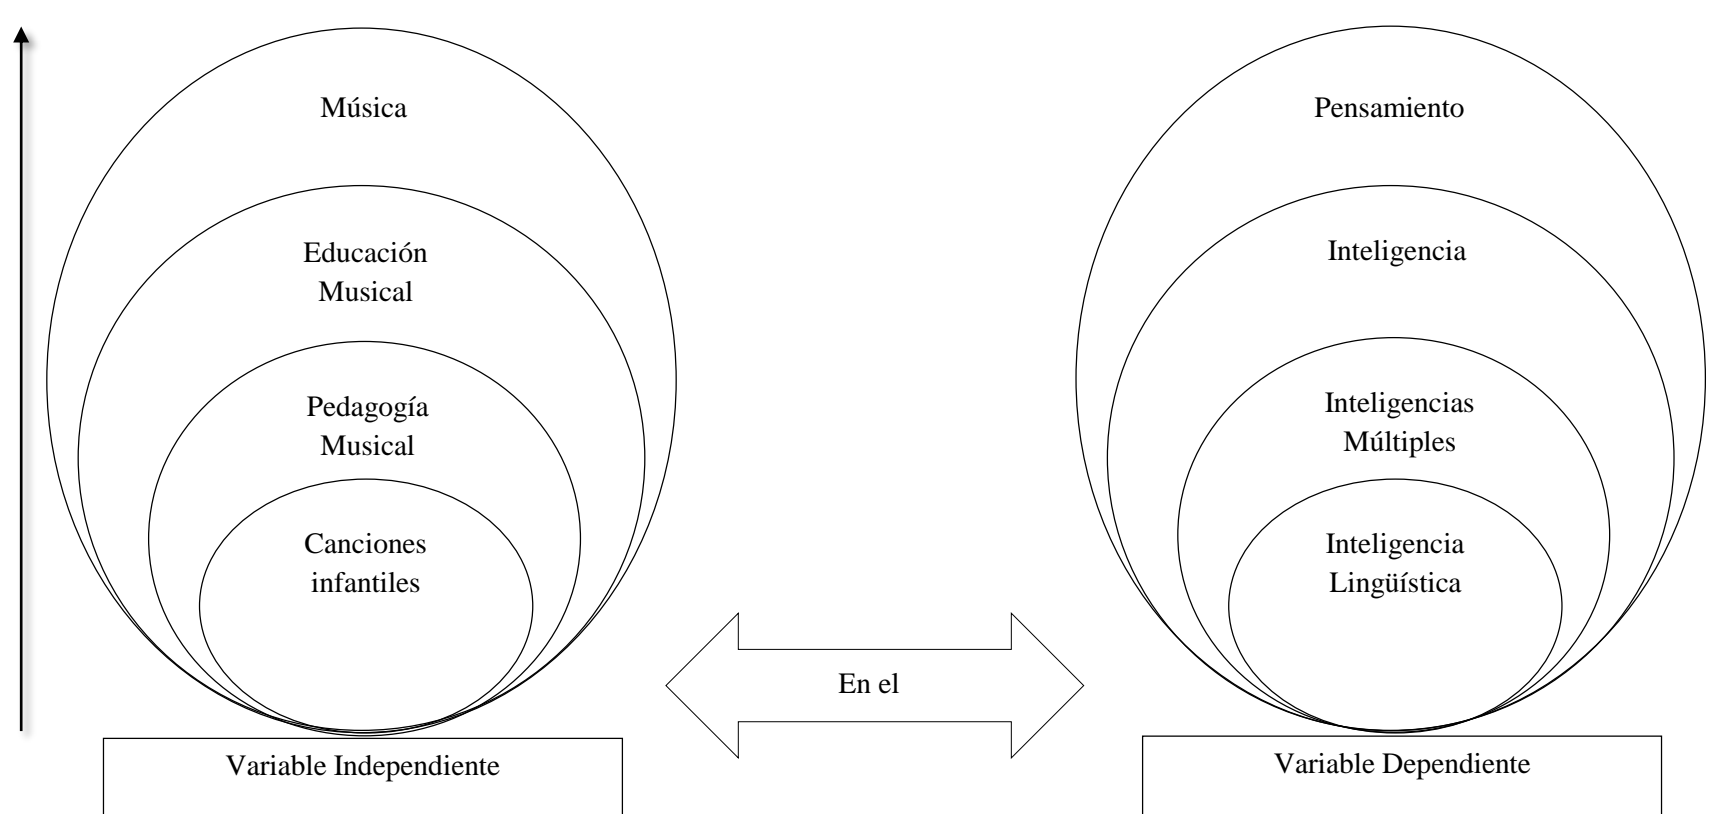 Música
Educación
Musical
Pedagogía
Musical
Canciones
infantiles
Variable Independiente
En el
Pensamiento
Inteligencia
Inteligencias
Múltiples
Inteligencia
Lingüística
Variable Dependiente